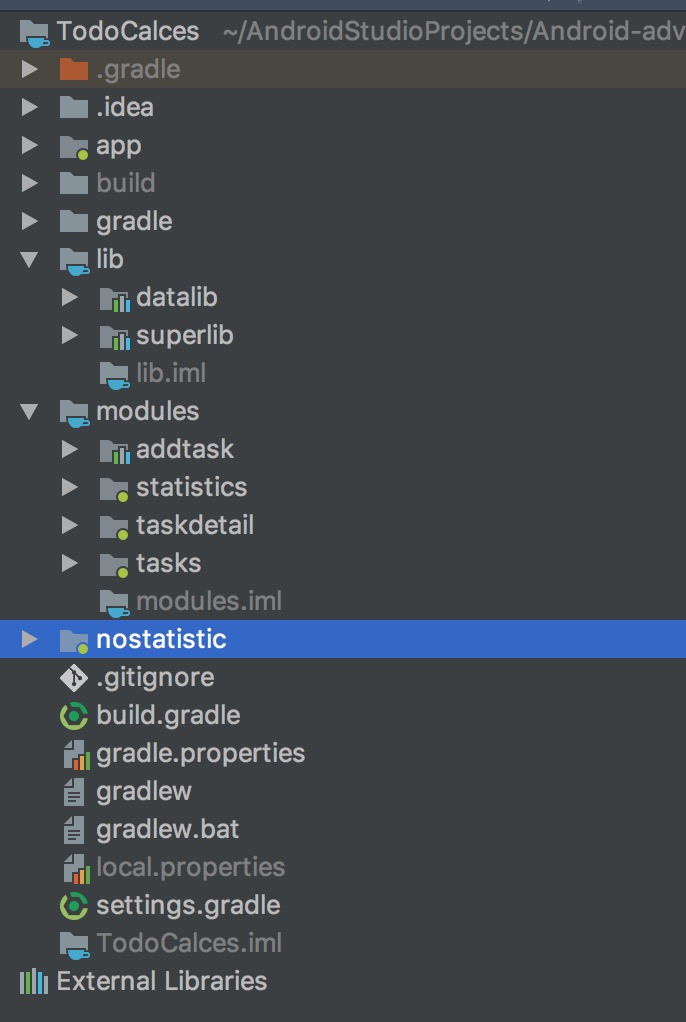 TodoCalces ~/AndroidStudioProjects/Android-adv
.gradle
.idea
app
build
gradle
lib
datalib
superlib
lib.iml
modules
addtask
statistics
taskdetail
tasks
modules.iml
nostatistic
.gitignore
build.gradle
gradle.properties
gradlew
gradlew.bat
local.properties
settings.gradle
TodoCalces.iml
External Libraries